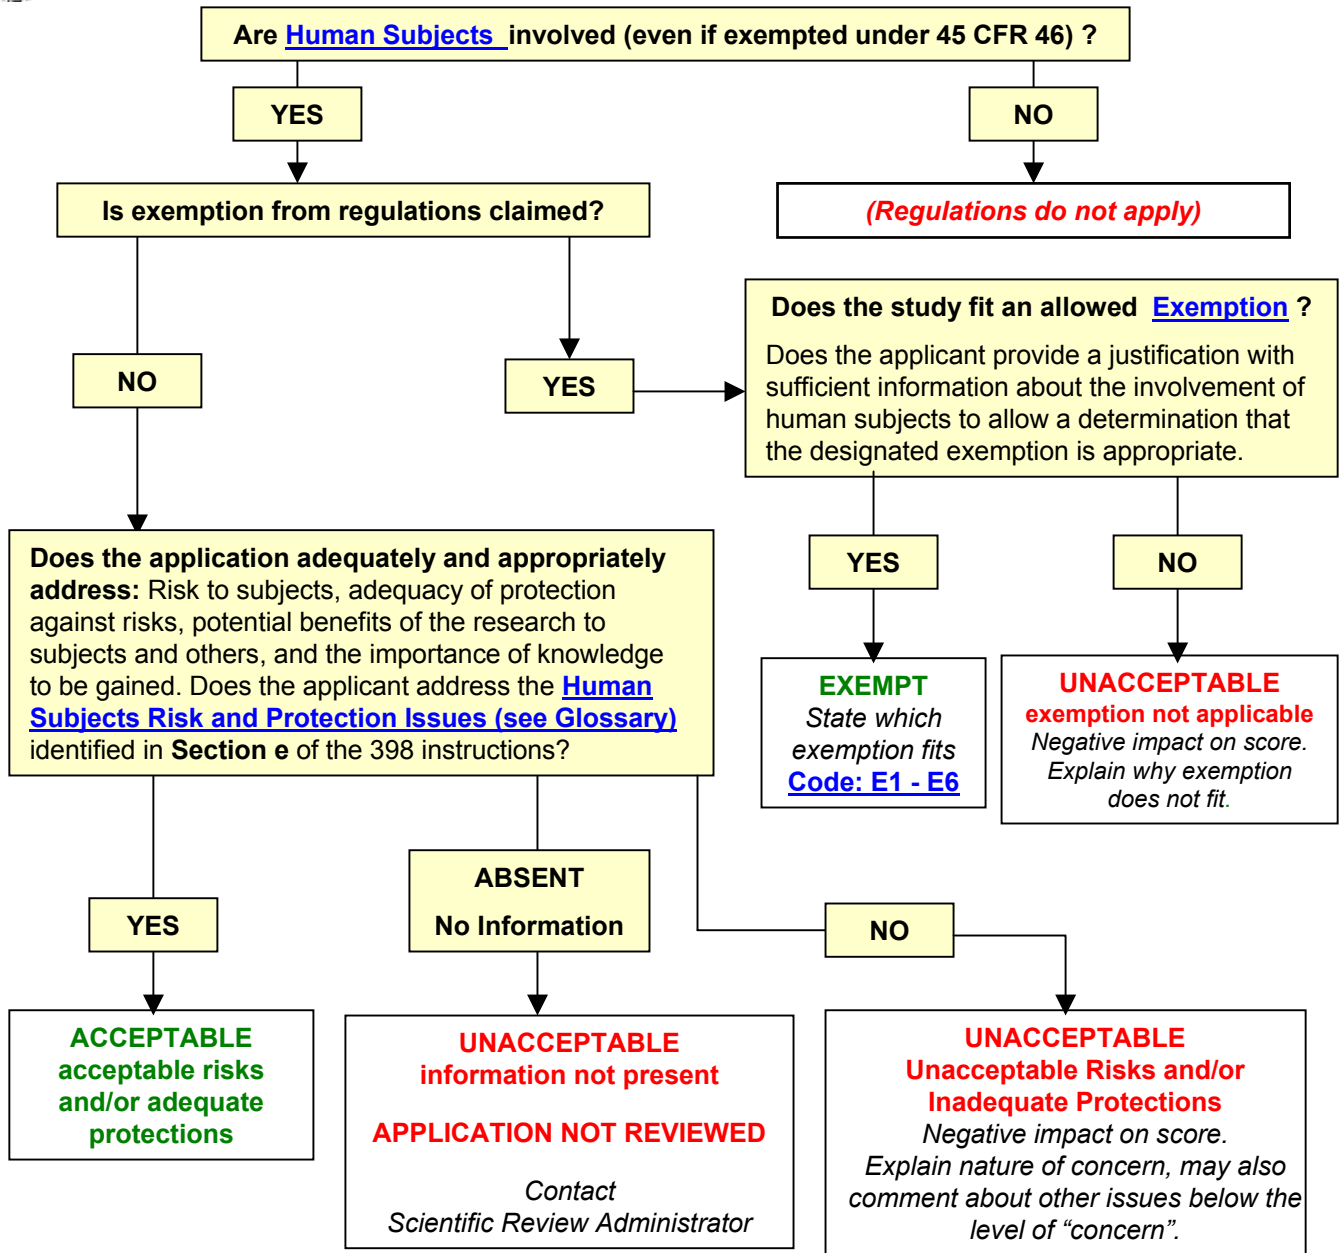 Are Human Subjects involved (even if exempted under 45 CFR 46) ?
YES
NO
Is exemption from regulations claimed?
(Regulations do not apply)
NO
YES
Does the study fit an allowed Exemption ?
Does the applicant provide a justification with
sufficient information about the involvement of
human subjects to allow a determination that
the designated exemption is appropriate.
YES
NO
EXEMPT
State which
exemption fits
Code: E1 - E6
UNACCEPTABLE
exemption not applicable
Negative impact on score.
Explain why exemption
does not fit.
Does the application adequately and appropriately
address: Risk to subjects, adequacy of protection
against risks, potential benefits of the research to
subjects and others, and the importance of knowledge
to be gained. Does the applicant address the Human
Subjects Risk and Protection Issues (see Glossary)
identified in Section e of the 398 instructions?
YES
ABSENT
No Information
NO
ACCEPTABLE
acceptable risks
and/or adequate
protections
UNACCEPTABLE
information not present
APPLICATION NOT REVIEWED
Contact
Scientific Review Administrator
UNACCEPTABLE
Unacceptable Risks and/or
Inadequate Protections
Negative impact on score.
Explain nature of concern, may also
comment about other issues below the
level of “concern”.